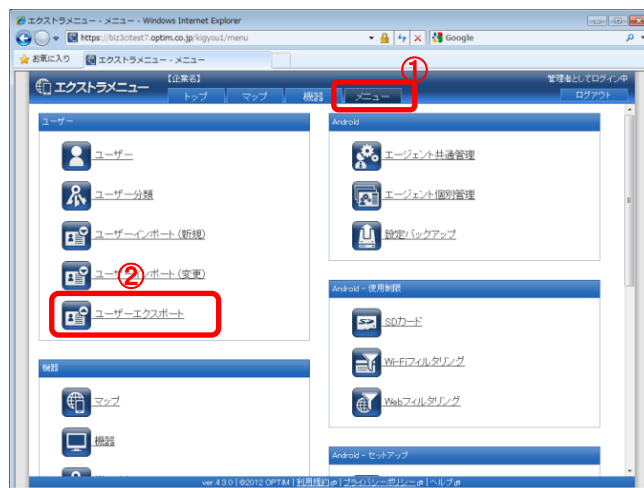 エクストラメニュー - メニュー - Windows Internet Explorer
https://biz3citest7.optim.co.jp/kigyou1/menu
Google
お気に入り
エクストラメニュー - メニュー
①
エクストラメニュー
【企業名】
管理者としてログイン中
トップ
マップ
機器
メニュー
ログアウト
ユーザー
ユーザー
ユーザー分類
ユーザーインポート(新規)
ユーザーインポート(変更)
②
ユーザーエクスポート
機器
マップ
機器
Android
エージェント共通管理
エージェント個別管理
設定バックアップ
Android - 使用制限
SDカード
Wi-Fiフィルタリング
Webフィルタリング
Android - セットアップ
ver.4.3.0 | ©2012 OPTiM | 利用規約 | プライバシーポリシー | ヘルプ